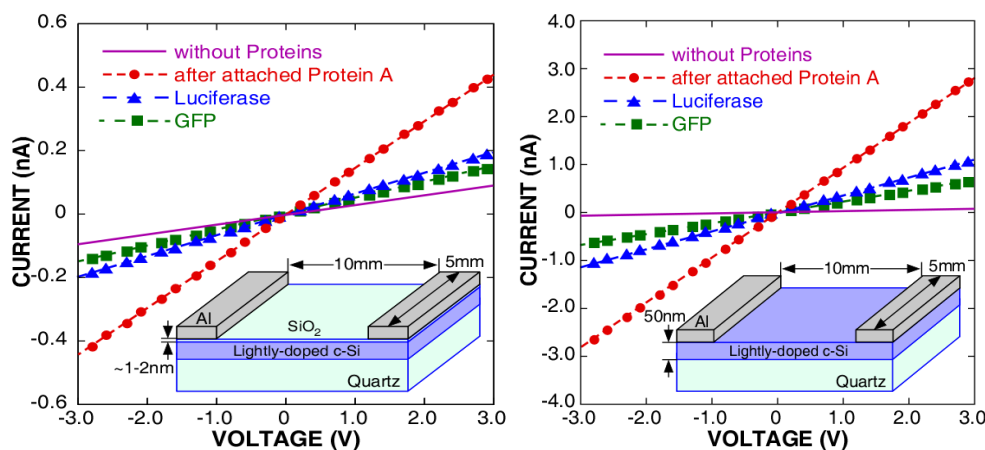 0.6
0.4
0.2
0
-0.2
-0.4
0.6
CURRENT (nA)
without Proteins
after attached Protein A
Luciferase
GFP
10mm
5mm
Al
SiO2
Lightly-doped c-Si
~1-2nm
Quartz
-3.0 -2.0 -1.0 0 1.0 2.0 3.0
VOLTAGE (V)
4.0
3.0
2.0
1.0
0
-1.0
-2.0
-3.0
4.0
CURRENT (nA)
without Proteins
after attached Protein A
Luciferase
GFP
10mm
5mm
50nm
Al
Lightly-doped c-Si
Quartz
-3.0 -2.0 -1.0 0 1.0 2.0 3.0
VOLTAGE (V)